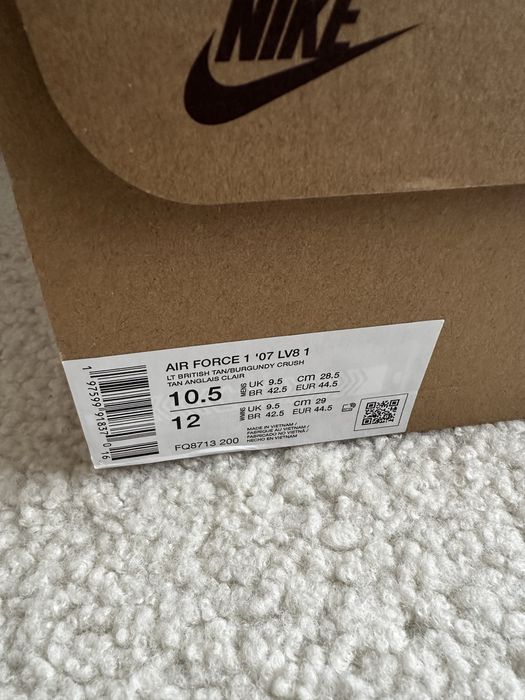 NIKE
AIR FORCE 1 '07 LV8 1
LT BRITISH TAN/BURGUNDY CRUSH
TAN ANGLAIS CLAIR
10.5 MENS UK 9.5 cm 28.5
BR 42.5 EUR 44.5
12 WMNS UK 9.5 cm 29
BR 42.5 EUR 44.5
FQ8713 200
MADE IN VIETNAM /
FABRIQUÉ AU VIETNAM /
FABRICADO NO VIETNÃ /
HECHO EN VIETNAM